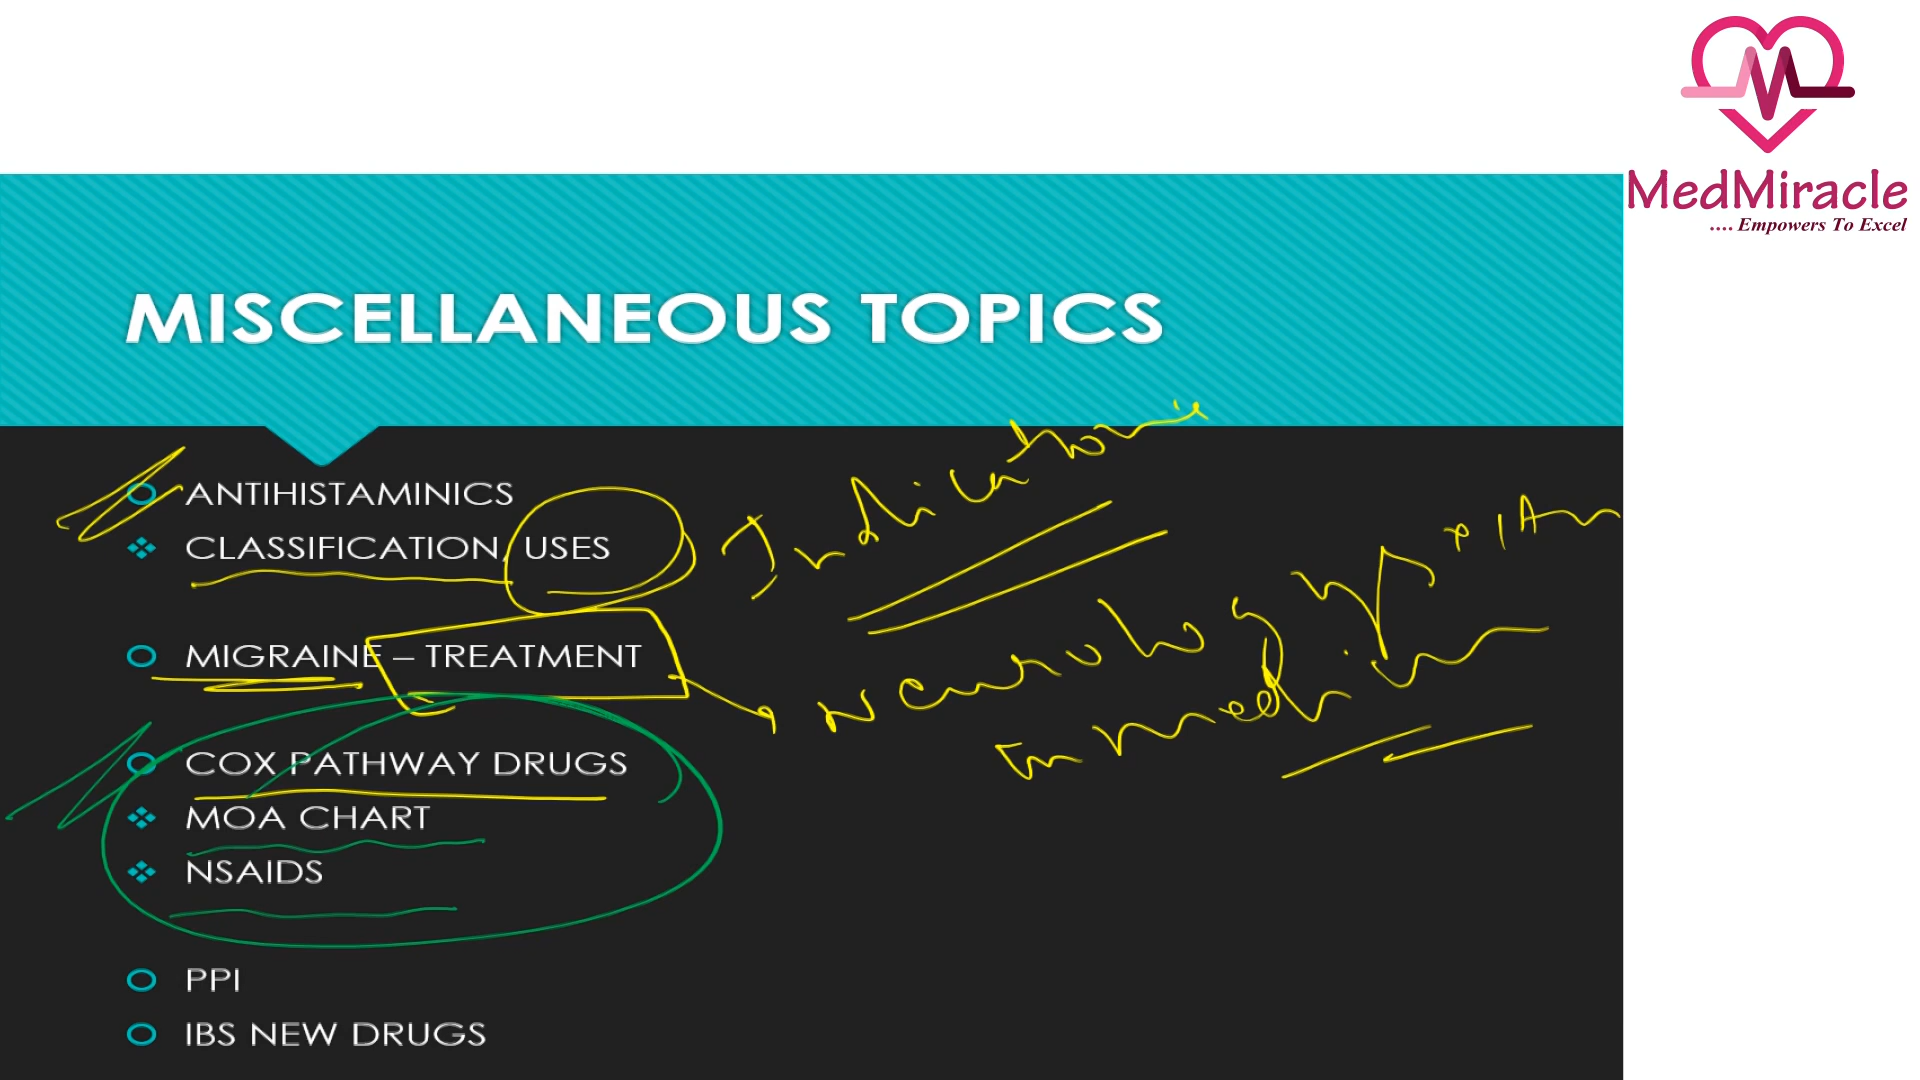 MedMiracle
.... Empowers To Excel
MISCELLANEOUS TOPICS
ANTIHISTAMINICS
CLASSIFICATION, USES
Indications
MIGRAINE – TREATMENT
Neurology
In medicine
COX PATHWAY DRUGS
MOA CHART
NSAIDS
PPI
IBS NEW DRUGS